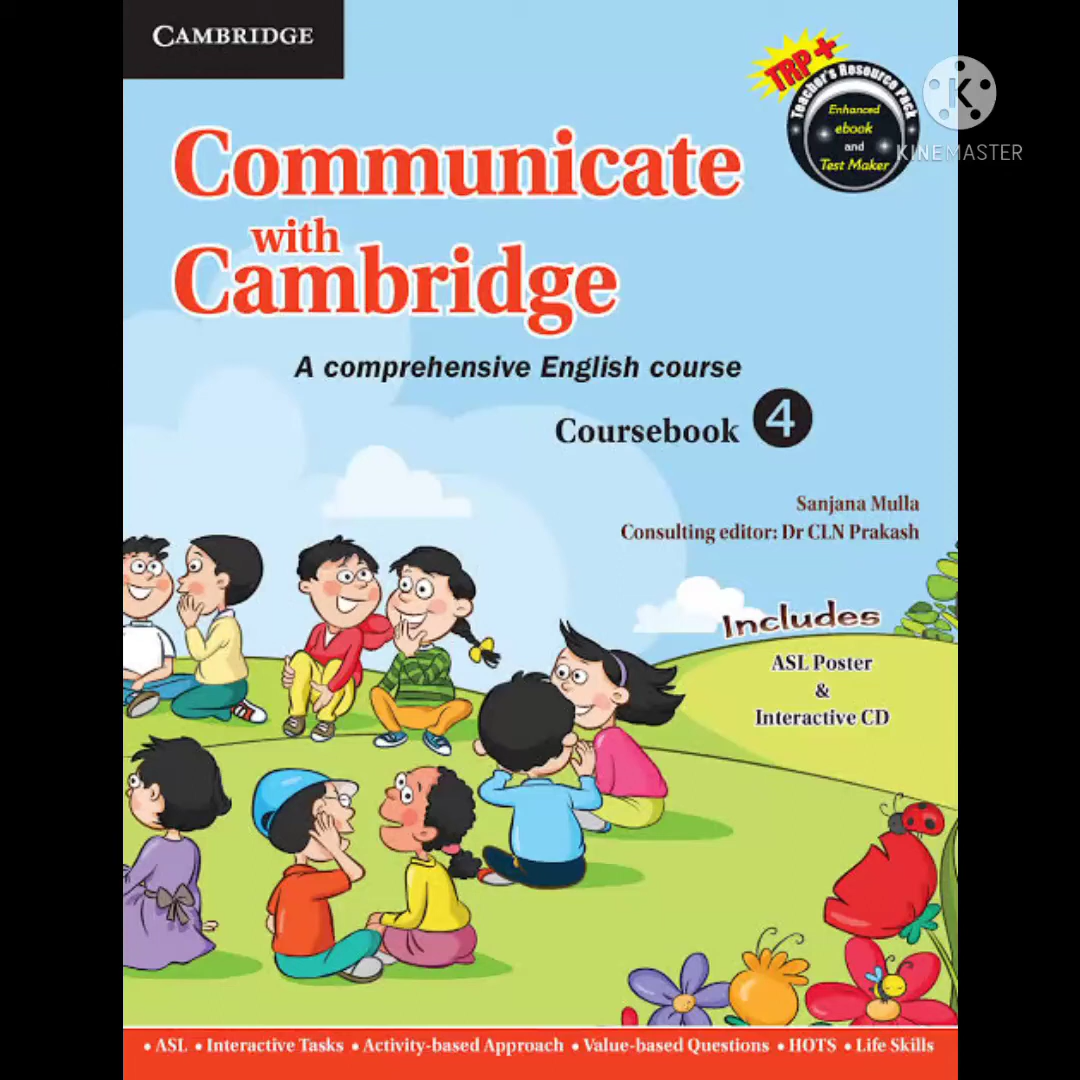 CAMBRIDGE
TRP+
Teacher's Resource Pack
Enhanced
ebook
and
Test Maker
K
KINEMASTER
Communicate
with
Cambridge
A comprehensive English course
Coursebook 4
Sanjana Mulla
Consulting editor: Dr CLN Prakash
Includes
ASL Poster
&
Interactive CD
• ASL • Interactive Tasks • Activity-based Approach • Value-based Questions • HOTS • Life Skills